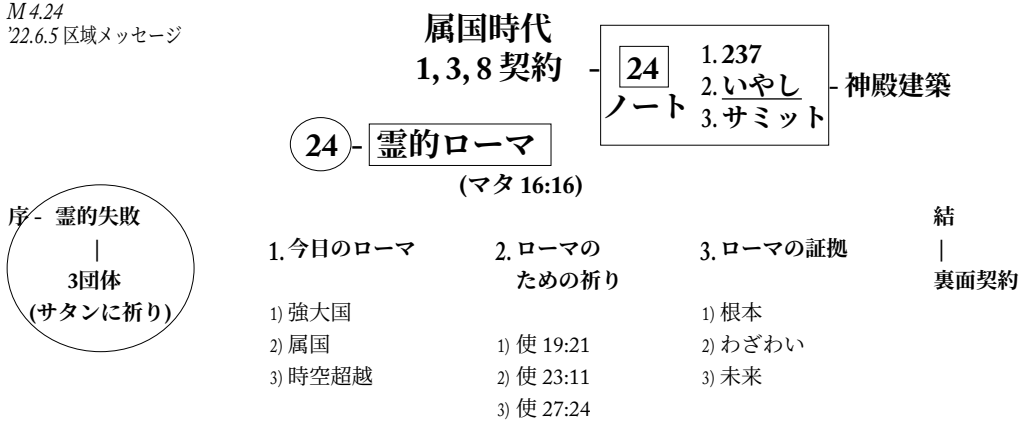 M 4.24
’22.6.5 区域メッセージ
属国時代
1, 3, 8 契約 - 24 ノート
1. 237
2. いやし
3. サミット
- 神殿建築
24 - 霊的ローマ
(マタ 16:16)
序 - 霊的失敗
|
3団体
(サタンに祈り)
1. 今日のローマ
1) 強大国
2) 属国
3) 時空超越
2. ローマの
ための祈り
1) 使 19:21
2) 使 23:11
3) 使 27:24
3. ローマの証拠
1) 根本
2) わざわい
3) 未来
結
|
裏面契約